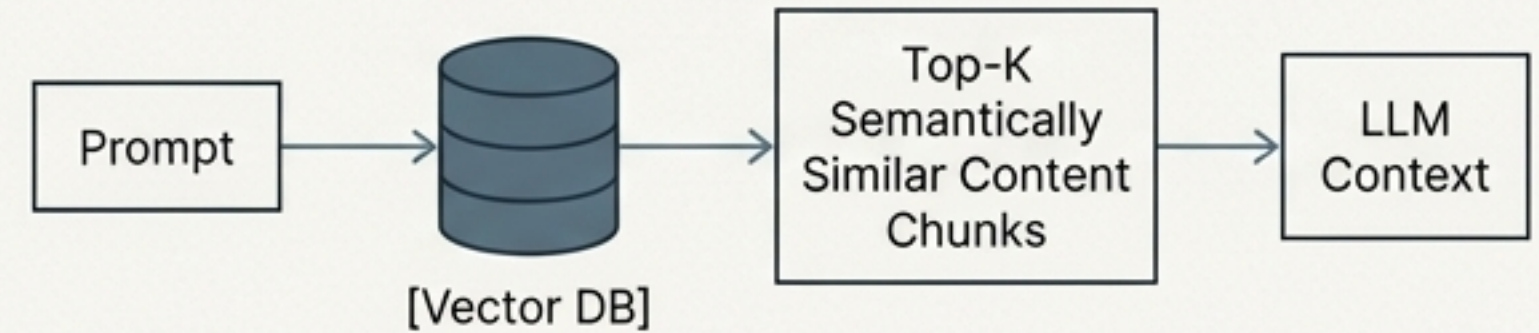 Prompt
[Vector DB]
Top-K
Semantically
Similar Content
Chunks
LLM
Context